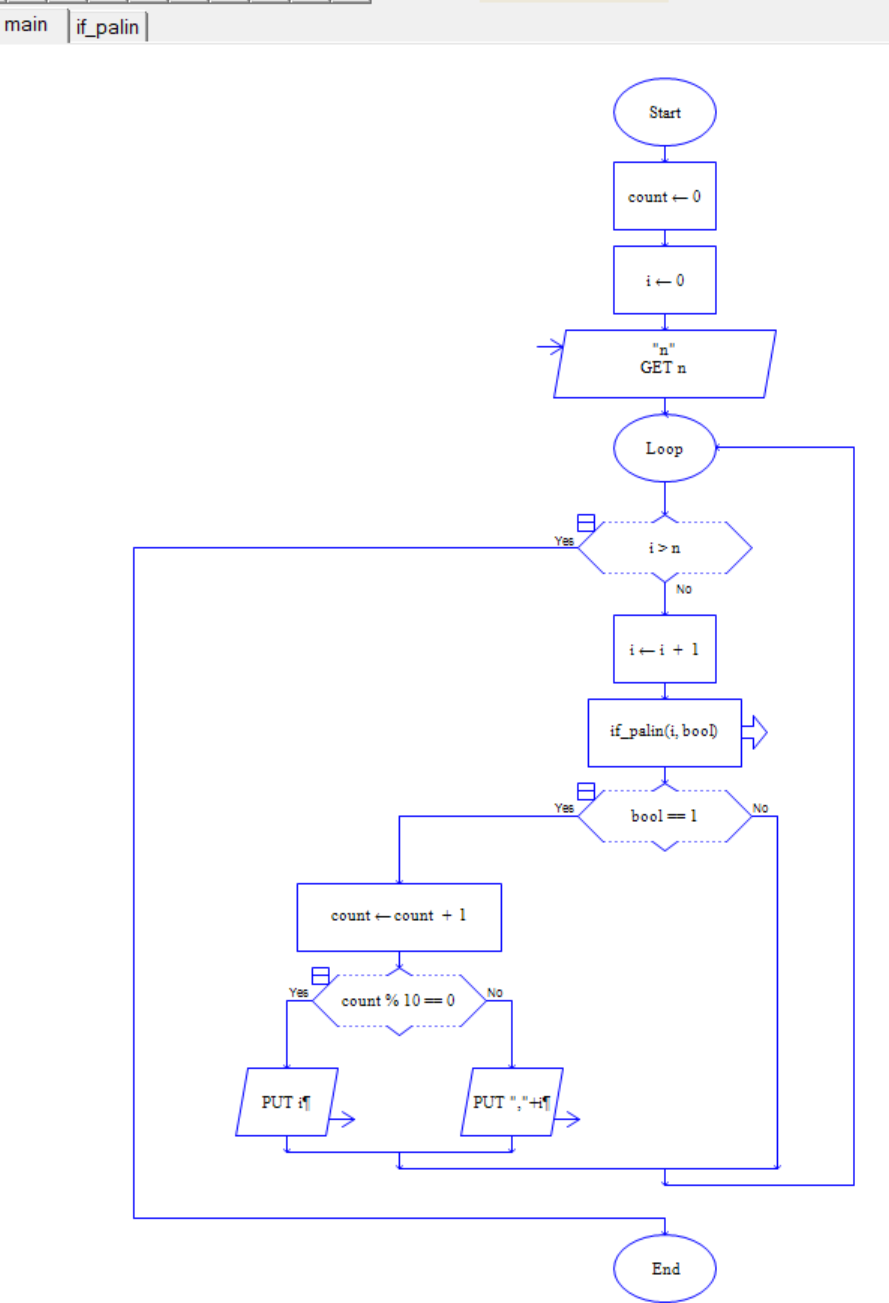 main
if_palin
Start
count ← 0
i ← 0
"n"
GET n
Loop
i > n
Yes
No
i ← i + 1
if_palin(i, bool)
bool == 1
Yes
No
count ← count + 1
count % 10 == 0
Yes
No
PUT i¶
PUT ","+i¶
End